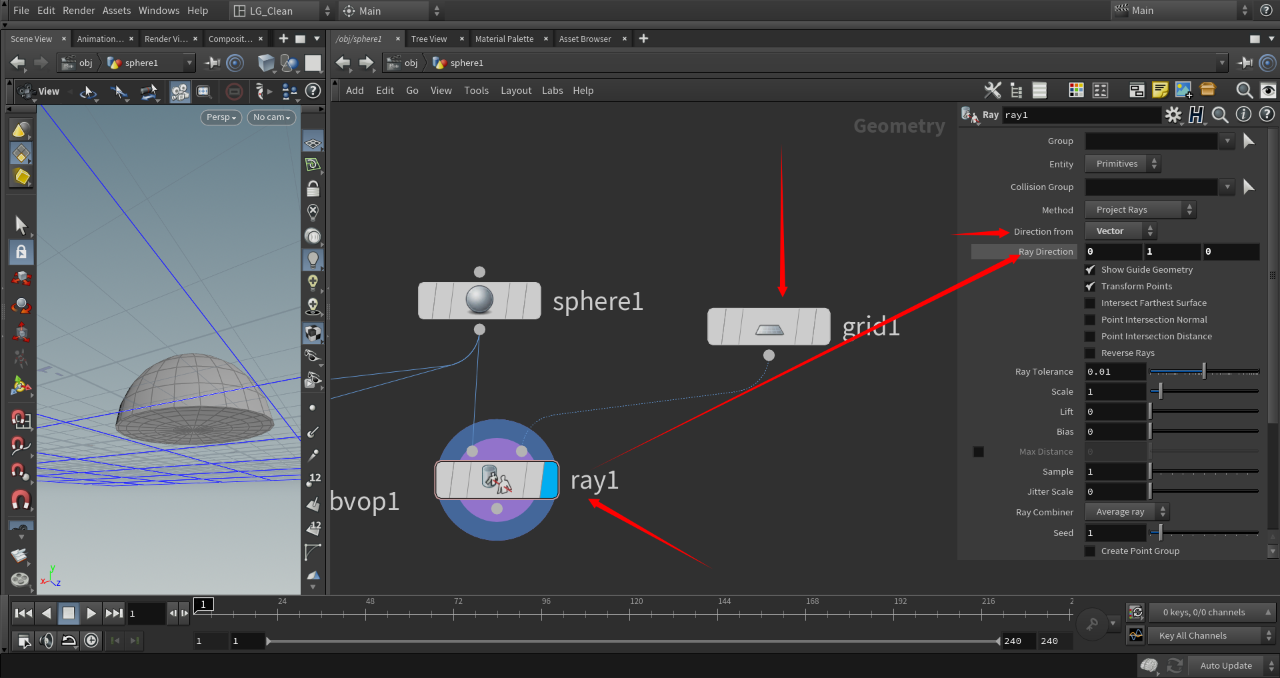 File Edit Render Assets Windows Help LG_Clean Main Main
Scene View Animation... Render Vi... Composit... /obj/sphere1 Tree View Material Palette Asset Browser
obj sphere1 obj sphere1
View Add Edit Go View Tools Layout Labs Help
Persp No cam Geometry Ray ray1
Group
Entity Primitives
Collision Group
Method Project Rays
Direction from Vector
Ray Direction 0 1 0
Show Guide Geometry
Transform Points
Intersect Farthest Surface
Point Intersection Normal
Point Intersection Distance
Reverse Rays
Ray Tolerance 0.01
Scale 1
Lift 0
Bias 0
Max Distance 0
Sample 1
Jitter Scale 0
Ray Combiner Average ray
Seed 1
Create Point Group
sphere1
grid1
ray1
bvop1
12
12
y
x z
1 1 24 48 72 96 120 144 168 192 216 2 0 keys, 0/0 channels
1 1 240 240 Key All Channels
Auto Update